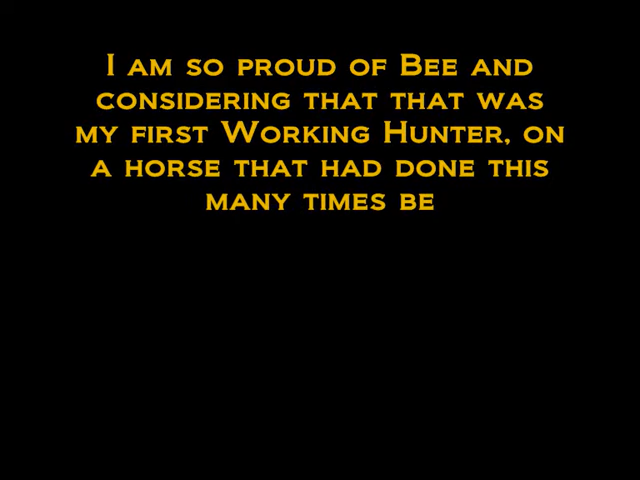 I am so proud of Bee and
considering that that was
my first Working Hunter, on
a horse that had done this
many times be